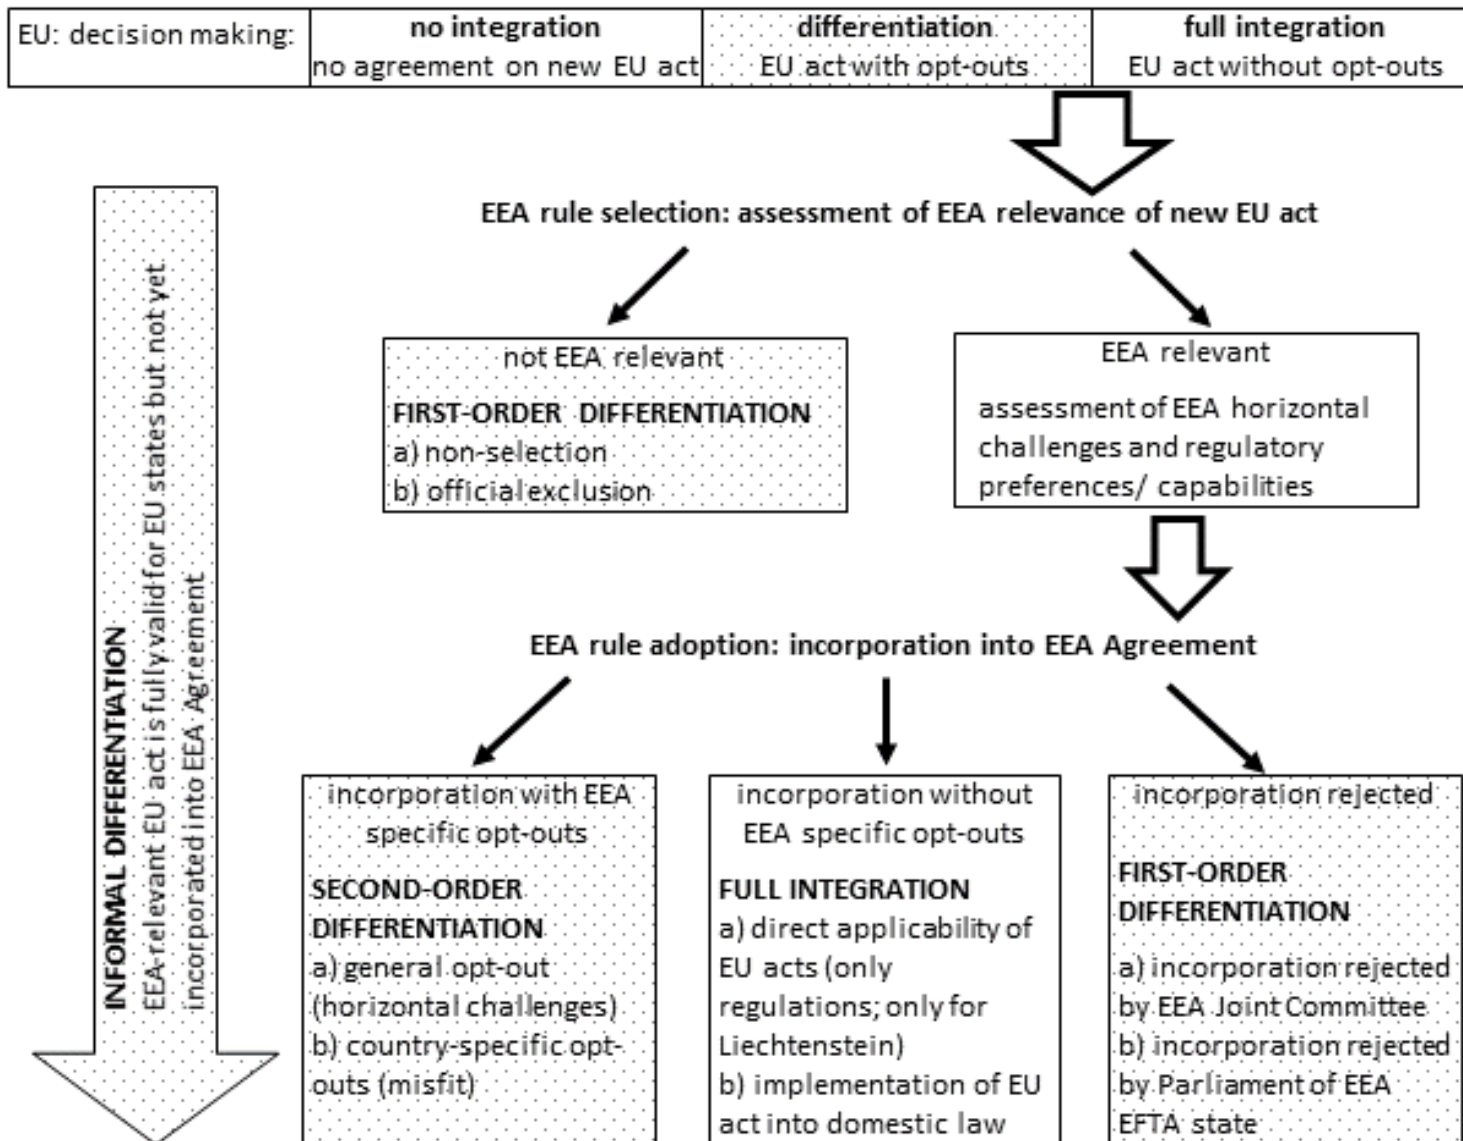 EU: decision making:
no integration
no agreement on new EU act
differentiation
EU act with opt-outs
full integration
EU act without opt-outs
EEA rule selection: assessment of EEA relevance of new EU act
not EEA relevant
FIRST-ORDER DIFFERENTIATION
a) non-selection
b) official exclusion
EEA relevant
assessment of EEA horizontal
challenges and regulatory
preferences/ capabilities
INFORMAL DIFFERENTIATION
EEA-relevant EU act is fully valid for EU states but not yet
incorporated into EEA Agreement
EEA rule adoption: incorporation into EEA Agreement
incorporation with EEA
specific opt-outs
SECOND-ORDER
DIFFERENTIATION
a) general opt-out
(horizontal challenges)
b) country-specific opt-
outs (misfit)
incorporation without
EEA specific opt-outs
FULL INTEGRATION
a) direct applicability of
EU acts (only
regulations; only for
Liechtenstein)
b) implementation of EU
act into domestic law
incorporation rejected
FIRST-ORDER
DIFFERENTIATION
a) incorporation rejected
by EEA Joint Committee
b) incorporation rejected
by Parliament of EEA
EFTA state